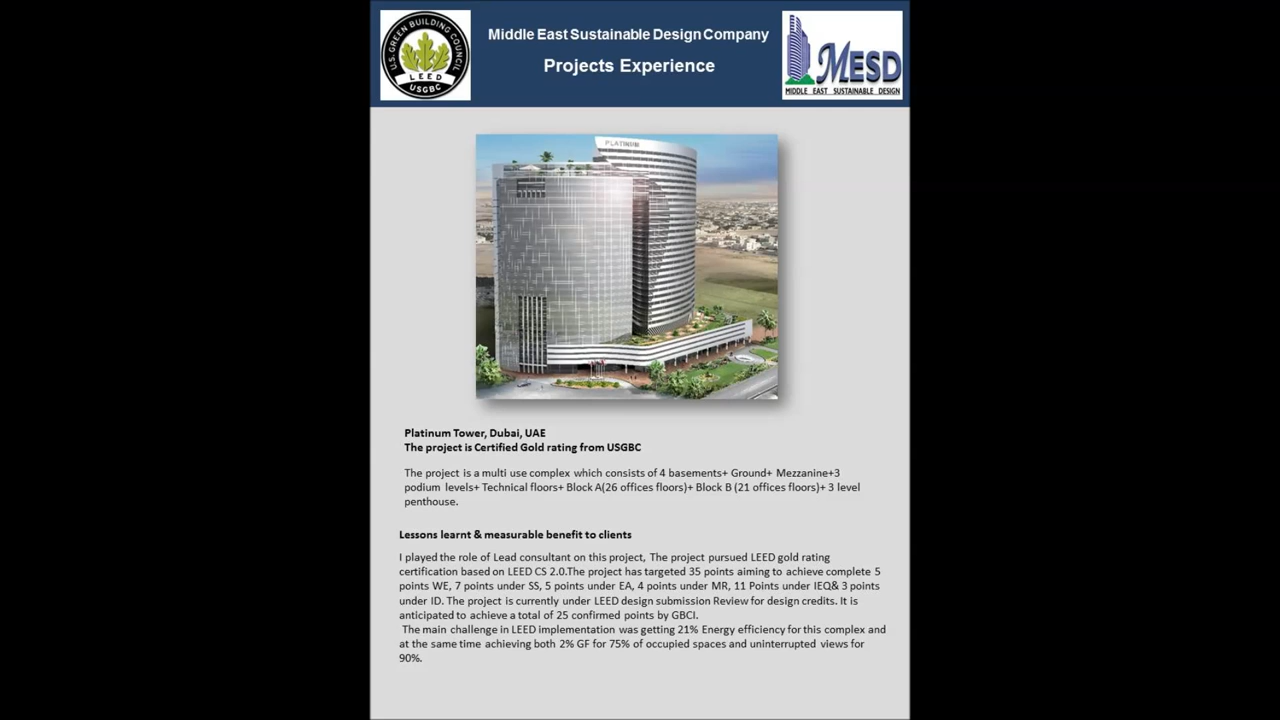 U.S. GREEN BUILDING COUNCIL
LEED
USGBC
Middle East Sustainable Design Company
Projects Experience
MESD
MIDDLE EAST SUSTAINABLE DESIGN
PLATINUM
Platinum Tower, Dubai, UAE
The project is Certified Gold rating from USGBC
The project is a multi use complex which consists of 4 basements+ Ground+ Mezzanine+3
podium levels+ Technical floors+ Block A(26 offices floors)+ Block B (21 offices floors)+ 3 level
penthouse.
Lessons learnt & measurable benefit to clients
I played the role of Lead consultant on this project, The project pursued LEED gold rating
certification based on LEED CS 2.0.The project has targeted 35 points aiming to achieve complete 5
points WE, 7 points under SS, 5 points under EA, 4 points under MR, 11 Points under IEQ& 3 points
under ID. The project is currently under LEED design submission Review for design credits. It is
anticipated to achieve a total of 25 confirmed points by GBCI.
The main challenge in LEED implementation was getting 21% Energy efficiency for this complex and
at the same time achieving both 2% GF for 75% of occupied spaces and uninterrupted views for
90%.